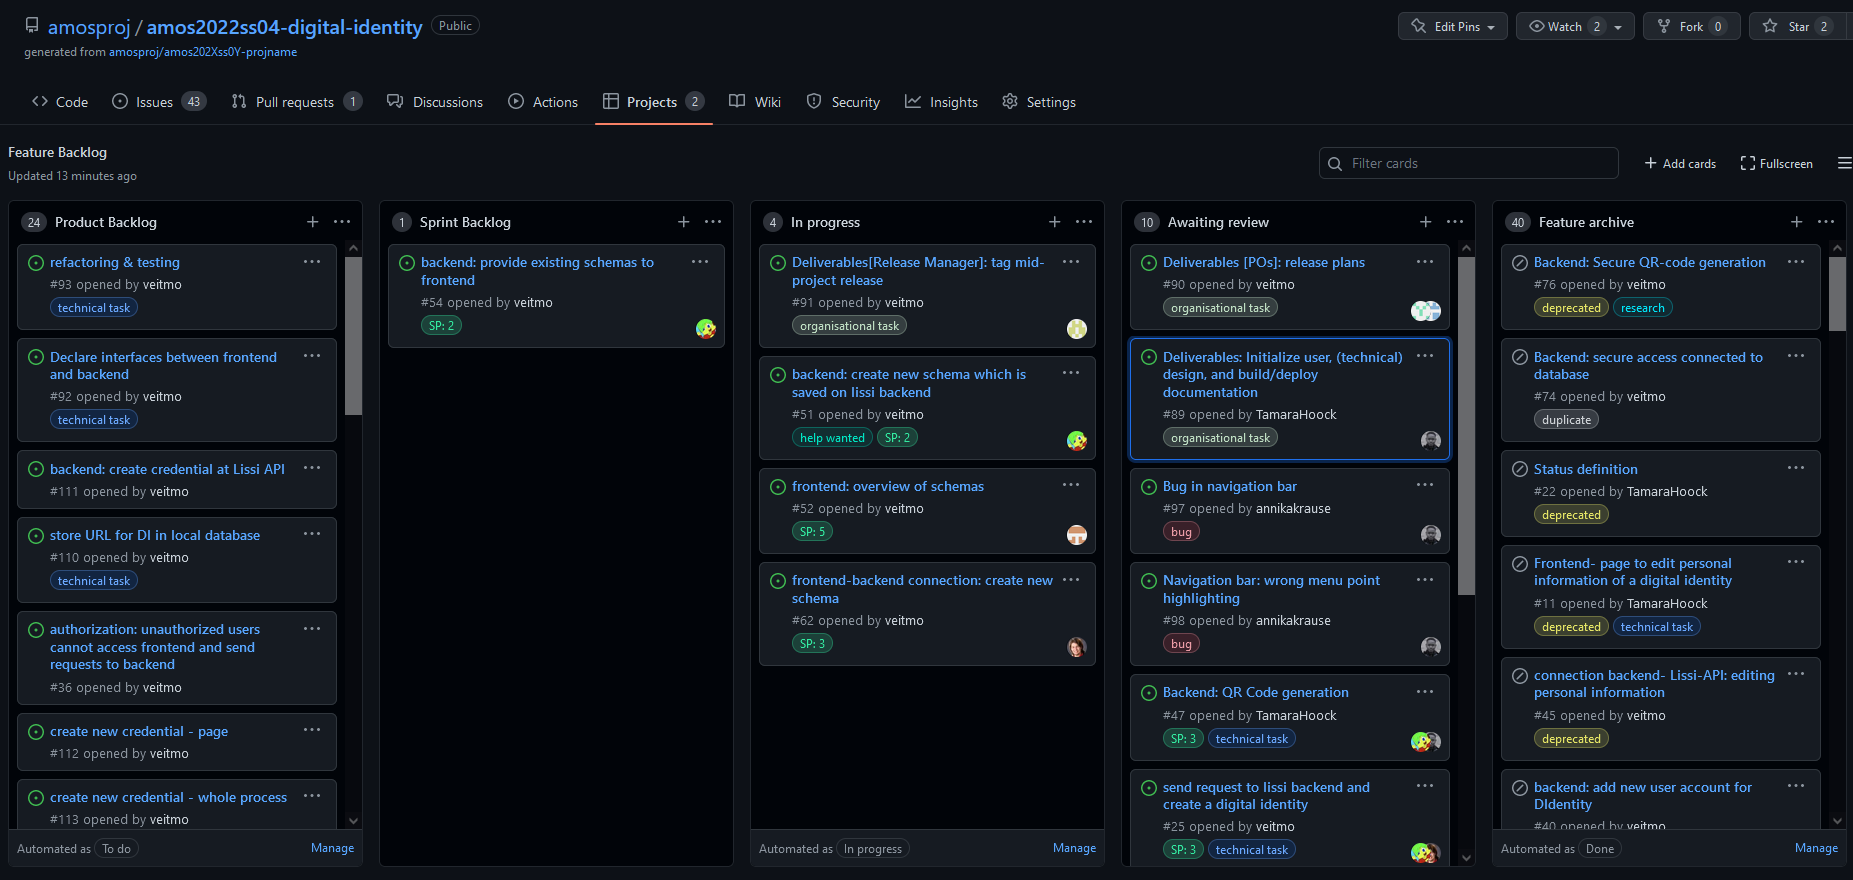 amosproj / amos2022ss04-digital-identity Public
generated from amosproj/amos202Xss0Y-projname
Edit Pins
Watch 2
Fork 0
Star 2
Code
Issues 43
Pull requests 1
Discussions
Actions
Projects 2
Wiki
Security
Insights
Settings
Feature Backlog
Updated 13 minutes ago
Filter cards
Add cards
Fullscreen
24 Product Backlog
refactoring & testing
#93 opened by veitmo
technical task
Declare interfaces between frontend
and backend
#92 opened by veitmo
technical task
backend: create credential at Lissi API
#111 opened by veitmo
store URL for DI in local database
#110 opened by veitmo
technical task
authorization: unauthorized users
cannot access frontend and send
requests to backend
#36 opened by veitmo
create new credential - page
#112 opened by veitmo
create new credential - whole process
#113 opened by veitmo
Automated as To do
Manage
1 Sprint Backlog
backend: provide existing schemas to
frontend
#54 opened by veitmo
SP: 2
4 In progress
Deliverables[Release Manager]: tag mid-
project release
#91 opened by veitmo
organisational task
backend: create new schema which is
saved on lissi backend
#51 opened by veitmo
help wanted SP: 2
frontend: overview of schemas
#52 opened by veitmo
SP: 5
frontend-backend connection: create new
schema
#62 opened by veitmo
SP: 3
Automated as In progress
Manage
10 Awaiting review
Deliverables [POs]: release plans
#90 opened by veitmo
organisational task
Deliverables: Initialize user, (technical)
design, and build/deploy
documentation
#89 opened by TamaraHoock
organisational task
Bug in navigation bar
#97 opened by annikakrause
bug
Navigation bar: wrong menu point
highlighting
#98 opened by annikakrause
bug
Backend: QR Code generation
#47 opened by TamaraHoock
SP: 3 technical task
send request to lissi backend and
create a digital identity
#25 opened by veitmo
SP: 3 technical task
40 Feature archive
Backend: Secure QR-code generation
#76 opened by veitmo
deprecated research
Backend: secure access connected to
database
#74 opened by veitmo
duplicate
Status definition
#22 opened by TamaraHoock
deprecated
Frontend- page to edit personal
information of a digital identity
#11 opened by TamaraHoock
deprecated technical task
connection backend- Lissi-API: editing
personal information
#45 opened by veitmo
deprecated
backend: add new user account for
DIdentity
#40 opened by veitmo
Automated as Done
Manage